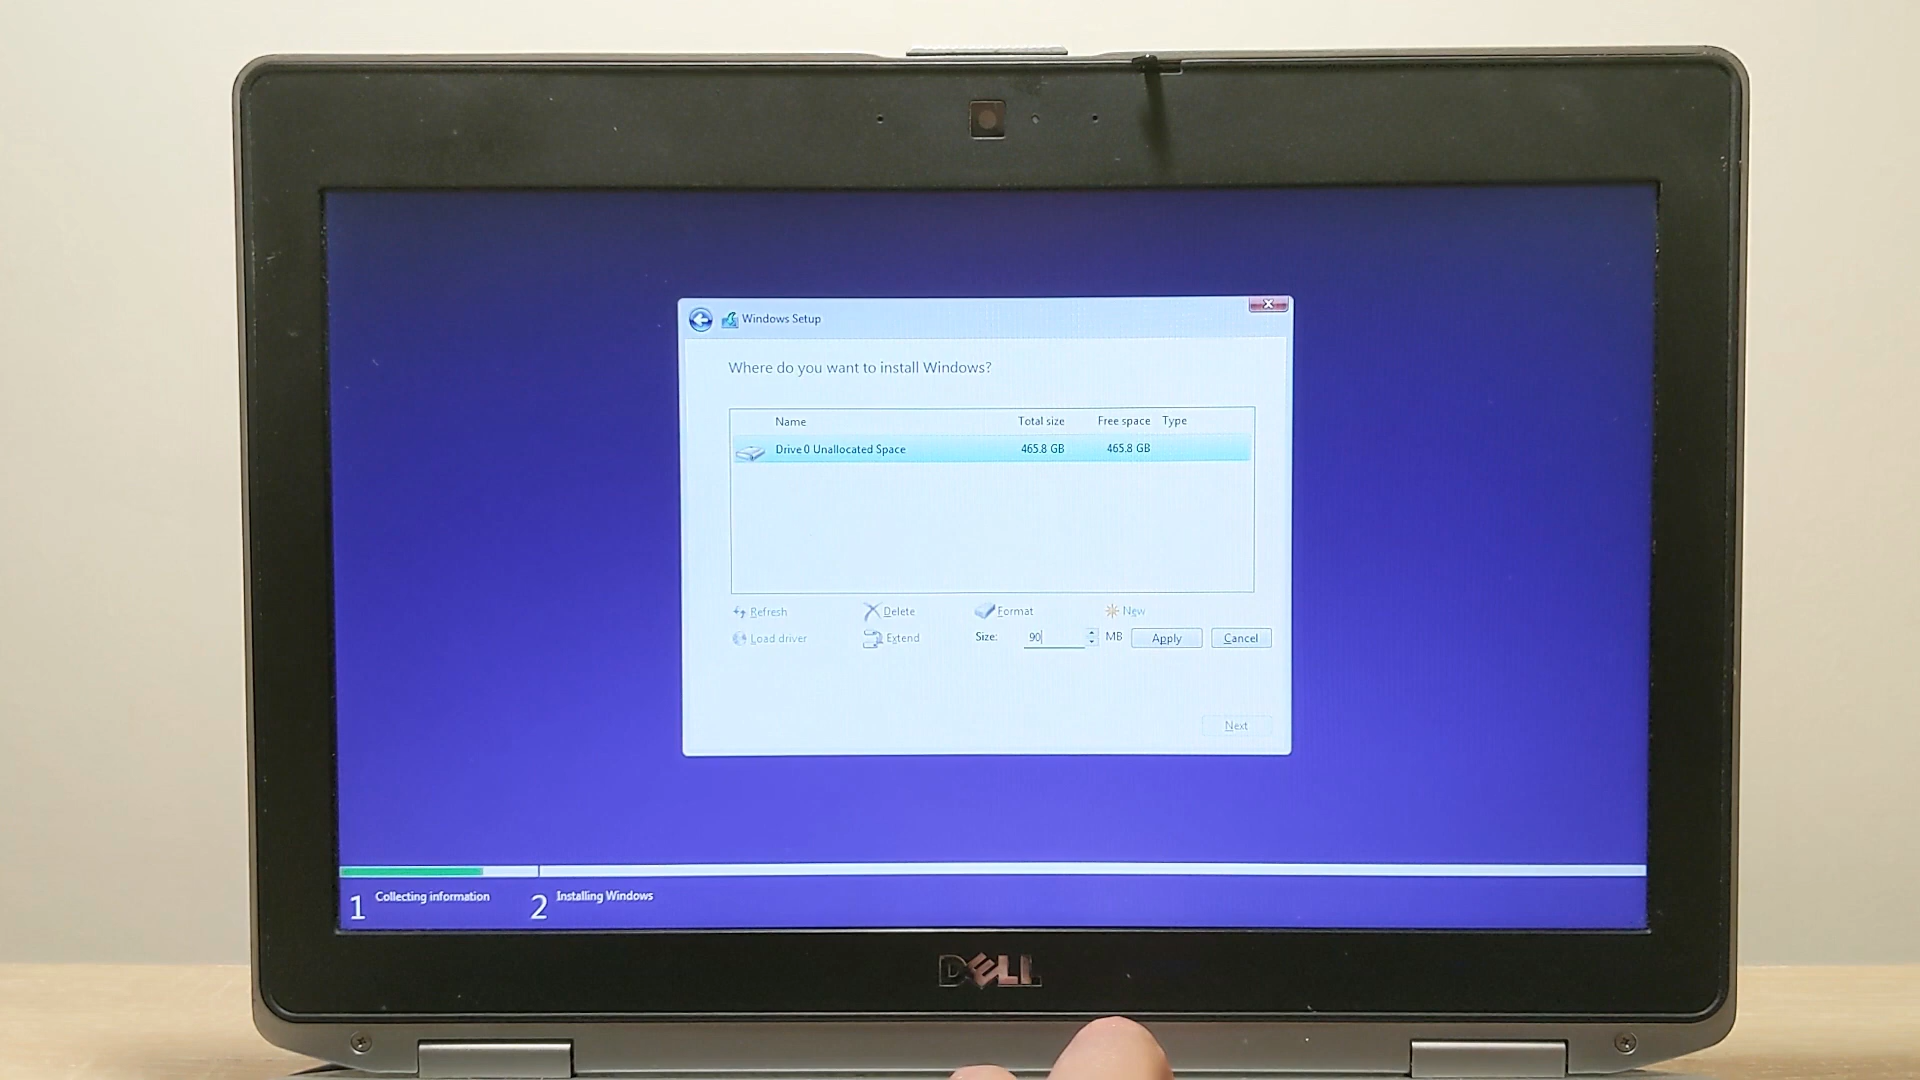 Windows Setup
Where do you want to install Windows?
Name Total size Free space Type
Drive 0 Unallocated Space 465.8 GB 465.8 GB
Refresh Delete Format New
Load driver Extend Size: 90 MB Apply Cancel
Next
1 Collecting information 2 Installing Windows
DELL